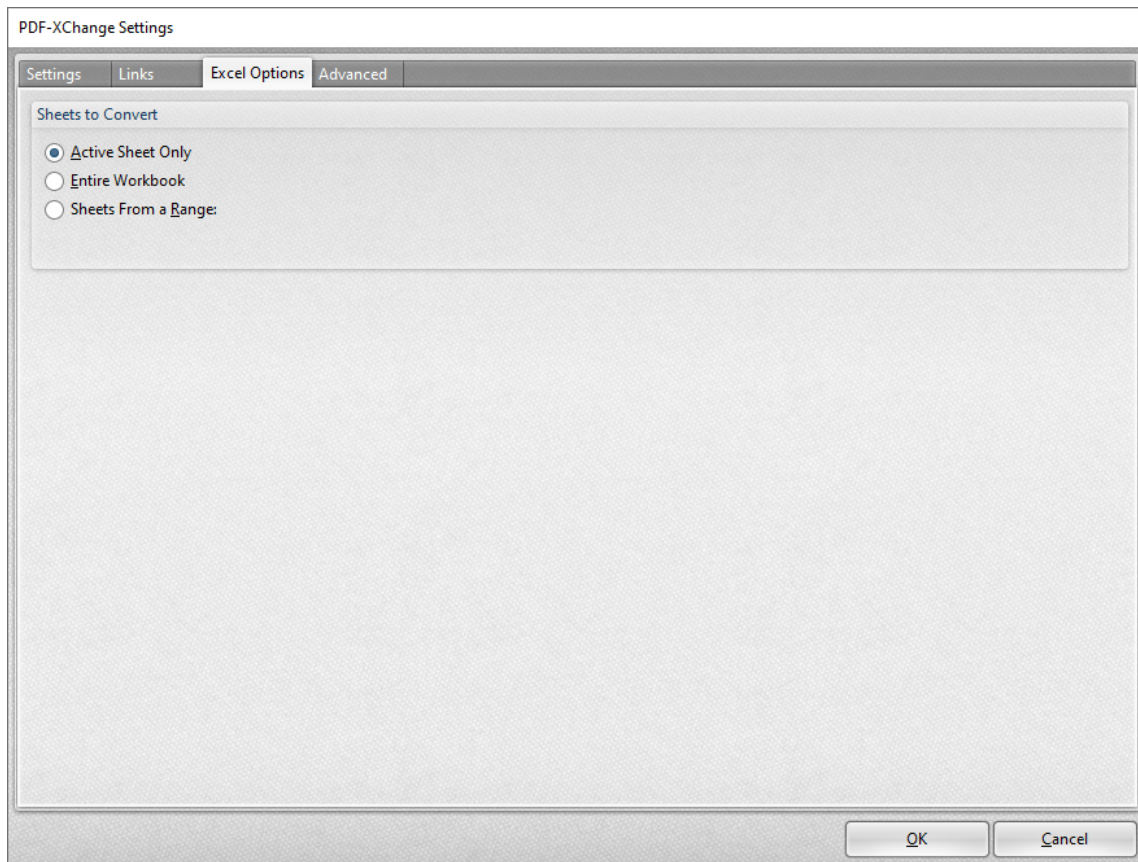 PDF-XChange Settings
Settings Links Excel Options Advanced
Sheets to Convert
Active Sheet Only
Entire Workbook
Sheets From a Range:
OK Cancel